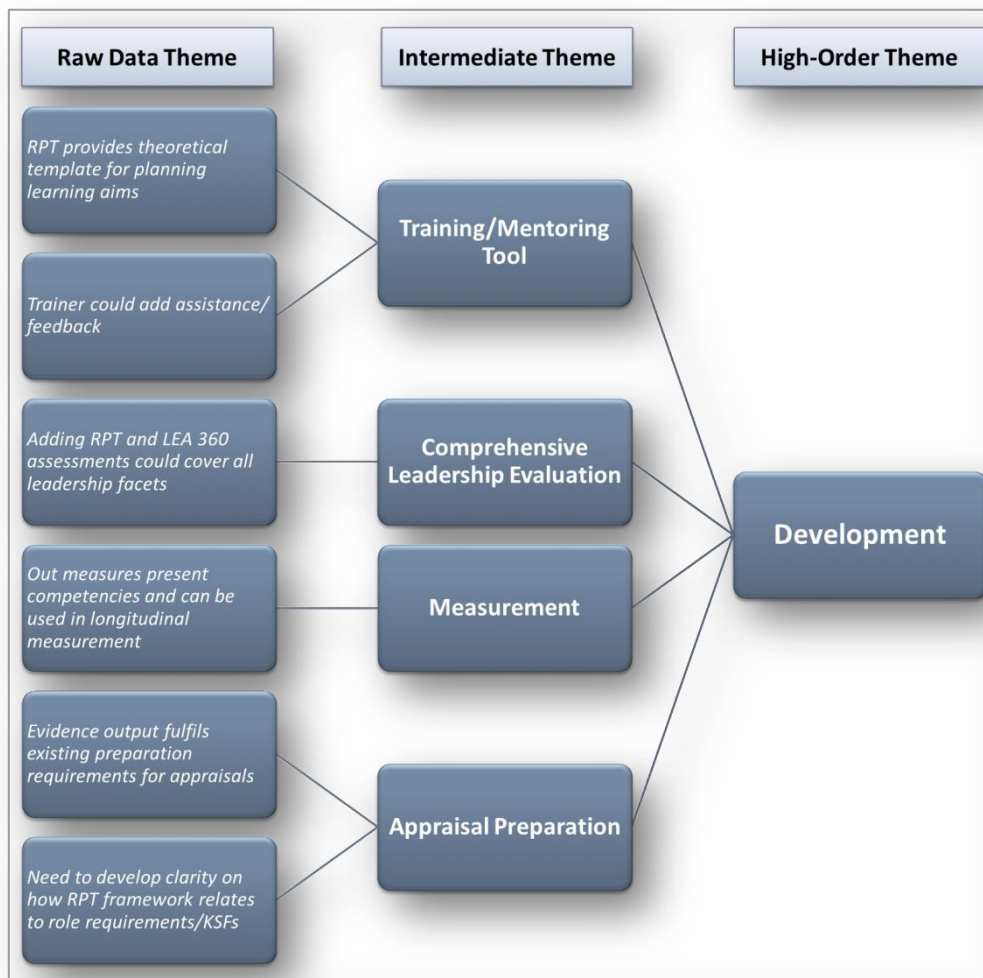 Raw Data Theme
Intermediate Theme
High-Order Theme
RPT provides theoretical
template for planning
learning aims
Trainer could add assistance/
feedback
Adding RPT and LEA 360
assessments could cover all
leadership facets
Out measures present
competencies and can be
used in longitudinal
measurement
Evidence output fulfils
existing preparation
requirements for appraisals
Need to develop clarity on
how RPT framework relates
to role requirements/KSFs
Training/Mentoring
Tool
Comprehensive
Leadership Evaluation
Measurement
Appraisal Preparation
Development